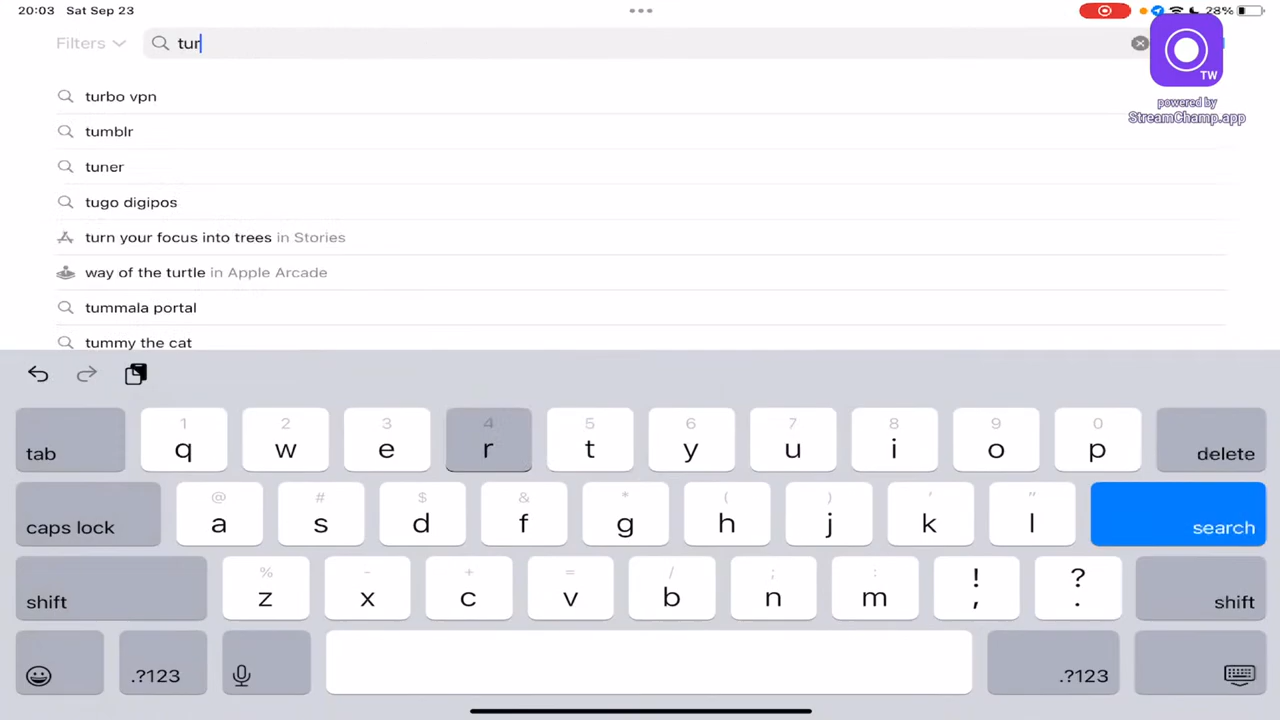 20:03 Sat Sep 23
28%
Filters
tur
TW
powered by
StreamChamp.app
turbo vpn
tumblr
tuner
tugo digipos
turn your focus into trees in Stories
way of the turtle in Apple Arcade
tummala portal
tummy the cat
1 2 3 4 5 6 7 8 9 0
tab q w e r t y u i o p delete
@ # $ & * ( ) ' "
caps lock a s d f g h j k l search
% - + = / ; : ! ?
shift z x c v b n m , . shift
.?123 .?123